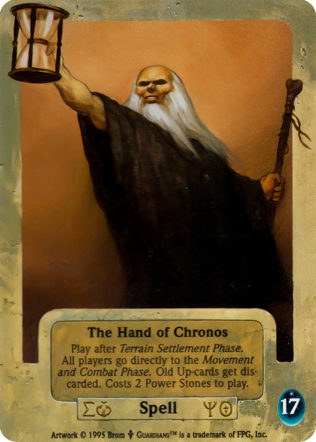 The Hand of Chronos
Play after Terrain Settlement Phase.
All players go directly to the Movement
and Combat Phase. Old Up-cards get dis-
carded. Costs 2 Power Stones to play.
Spell
17
Artwork © 1995 Brom GUARDIANS™ is a trademark of FPG, Inc.